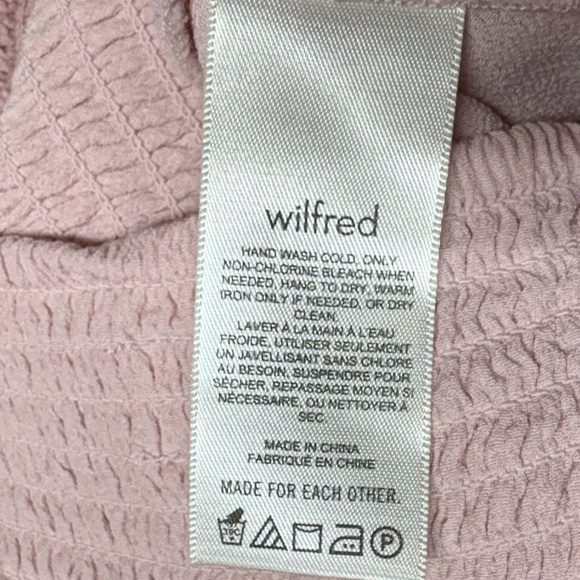 wilfred
HAND WASH COLD, ONLY
NON-CHLORINE BLEACH WHEN
NEEDED, HANG TO DRY, WARM
IRON ONLY IF NEEDED, OR DRY
CLEAN.
LAVER À LA MAIN À L'EAU
FROIDE, UTILISER SEULEMENT
UN JAVELLISANT SANS CHLORE
AU BESOIN, SUSPENDRE POUR
SÉCHER, REPASSAGE MOYEN SI
NÉCESSAIRE, OU NETTOYER À
SEC.
MADE IN CHINA
FABRIQUÉ EN CHINE
MADE FOR EACH OTHER.
30C P